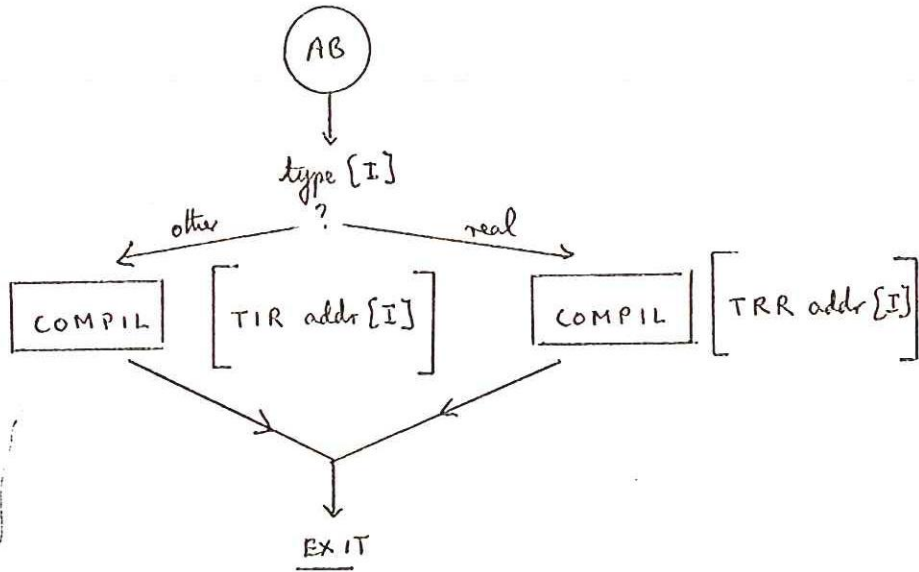 AB
type [I]
?
other
real
COMPIL
TIR addr [I]
COMPIL
TRR addr [I]
EXIT